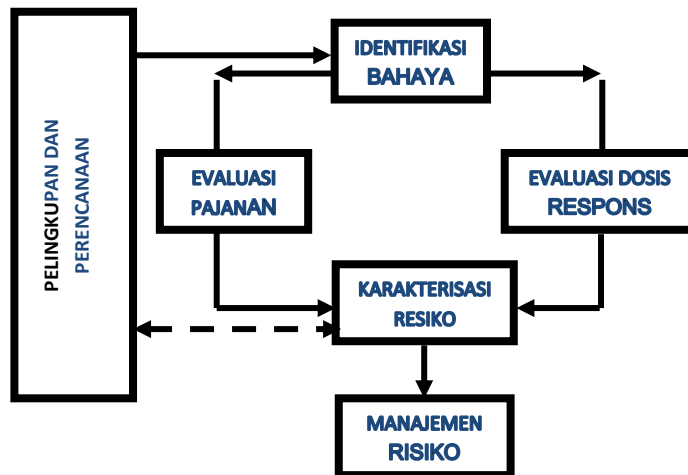 PELINGKUPAN DAN
PERENCANAAN
IDENTIFIKASI
BAHAYA
EVALUASI
PAJANAN
EVALUASI DOSIS
RESPONS
KARAKTERISASI
RESIKO
MANAJEMEN
RISIKO